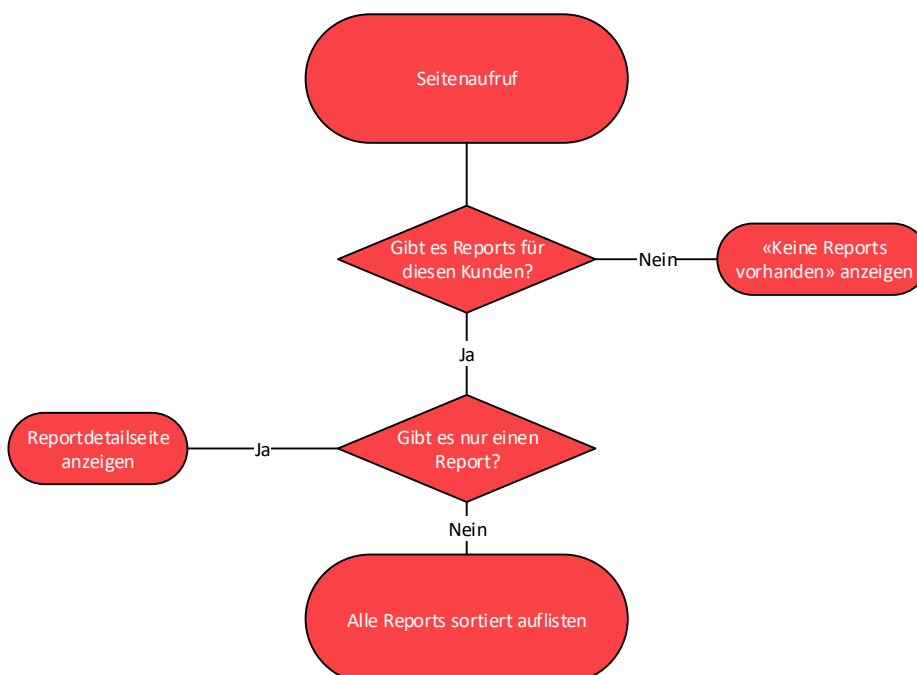 Seitenaufruf
Gibt es Reports für
diesen Kunden?
Nein
«Keine Reports
vorhanden» anzeigen
Ja
Reportdetailseite
anzeigen
Ja
Gibt es nur einen
Report?
Nein
Alle Reports sortiert auflisten